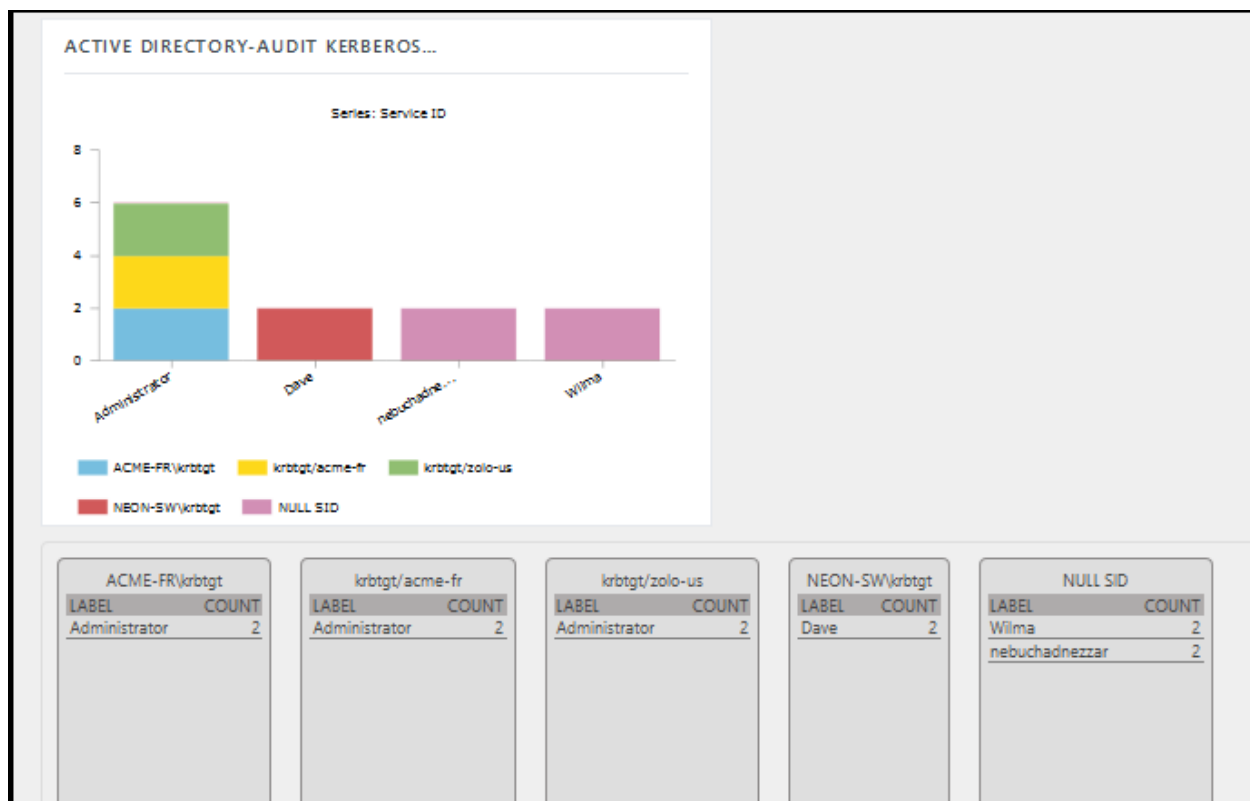 ACTIVE DIRECTORY-AUDIT KERBEROS...
Series: Service ID
8
6
4
2
0
Administrator
Dave
nebuchadne....
Wilma
ACME-FR\krbtgt krbtgt/acme-fr krbtgt/zolo-us
NEON-SW\krbtgt NULL SID
ACME-FR\krbtgt
LABEL COUNT
Administrator 2
krbtgt/acme-fr
LABEL COUNT
Administrator 2
krbtgt/zolo-us
LABEL COUNT
Administrator 2
NEON-SW\krbtgt
LABEL COUNT
Dave 2
NULL SID
LABEL COUNT
Wilma 2
nebuchadnezzar 2